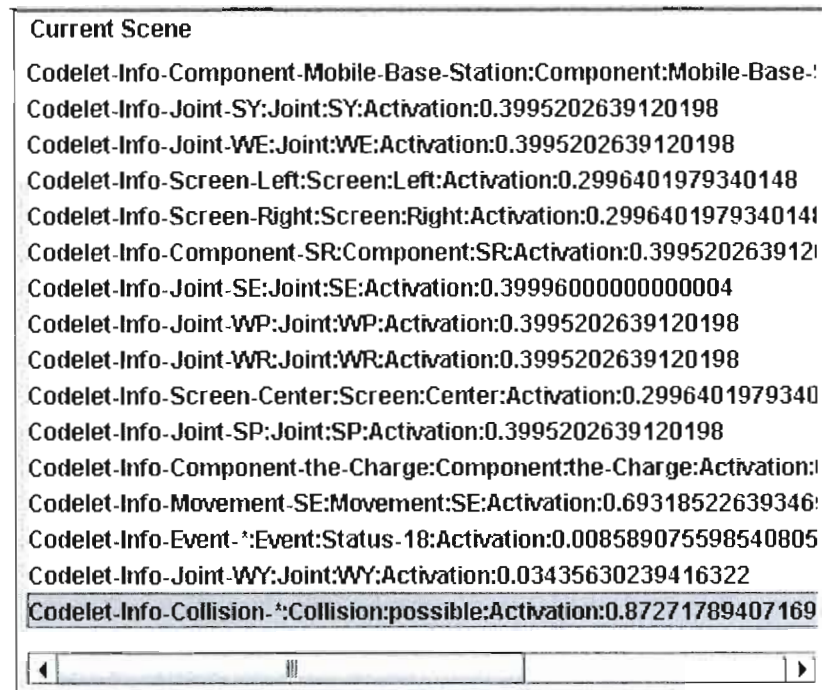 Current Scene
Codelet-Info-Component-Mobile-Base-Station:Component:Mobile-Base-
Codelet-Info-Joint-SY:Joint:SY:Activation:0.3995202639120198
Codelet-Info-Joint-WE:Joint:WE:Activation:0.3995202639120198
Codelet-Info-Screen-Left:Screen:Left:Activation:0.2996401979340148
Codelet-Info-Screen-Right:Screen:Right:Activation:0.2996401979340148
Codelet-Info-Component-SR:Component:SR:Activation:0.399520263912
Codelet-Info-Joint-SE:Joint:SE:Activation:0.39996000000000004
Codelet-Info-Joint-WP:Joint:WP:Activation:0.3995202639120198
Codelet-Info-Joint-WR:Joint:WR:Activation:0.3995202639120198
Codelet-Info-Screen-Center:Screen:Center:Activation:0.2996401979340
Codelet-Info-Joint-SP:Joint:SP:Activation:0.3995202639120198
Codelet-Info-Component-the-Charge:Component:the-Charge:Activation:
Codelet-Info-Movement-SE:Movement:SE:Activation:0.69318522639346
Codelet-Info-Event-*:Event:Status-18:Activation:0.008589075598540805
Codelet-Info-Joint-WY:Joint:WY:Activation:0.03435630239416322
Codelet-Info-Collision-*:Collision:possible:Activation:0.87271789407169